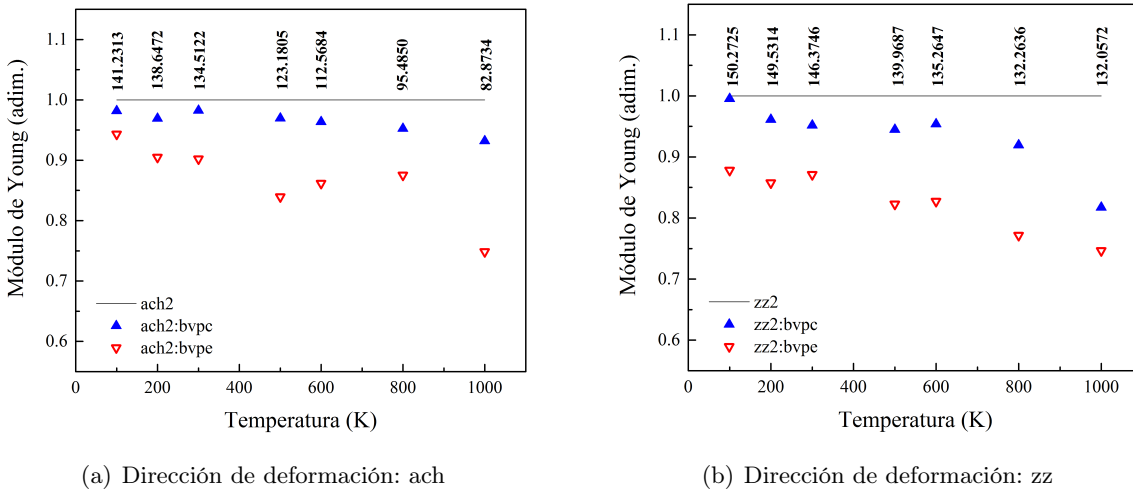 Módulo de Young (adim.)
1.1
1.0
0.9
0.8
0.7
0.6
141.2313
138.6472
134.5122
123.1805
112.5684
95.4850
82.8734
ach2
ach2:bvpc
ach2:bvpe
0 200 400 600 800 1000
Temperatura (K)
(a) Dirección de deformación: ach
Módulo de Young (adim.)
1.1
1.0
0.9
0.8
0.7
0.6
150.2725
149.5314
146.3746
139.9687
135.2647
132.2636
132.0572
zz2
zz2:bvpc
zz2:bvpe
0 200 400 600 800 1000
Temperatura (K)
(b) Dirección de deformación: zz